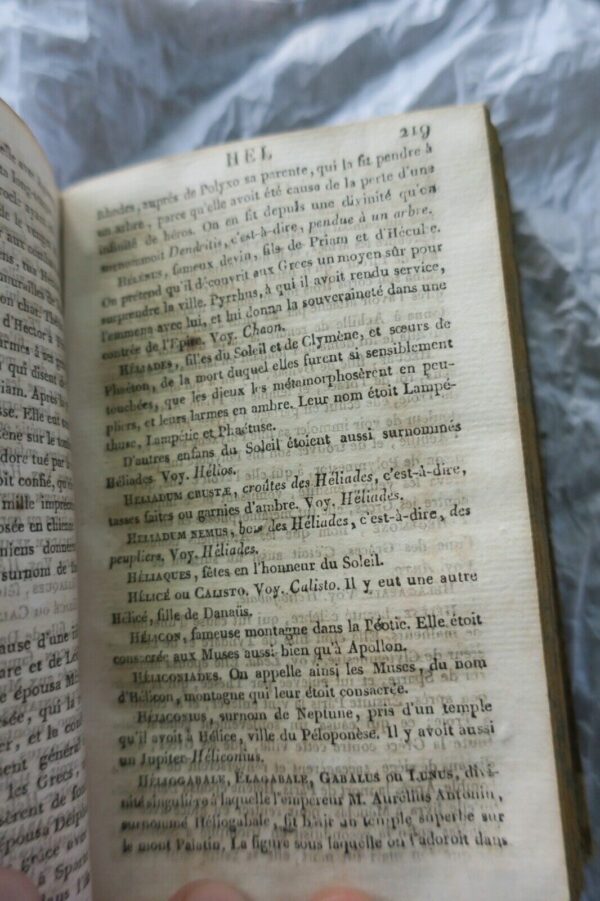 elle avec
HEL 219
Rhodes, auprès de Polyxo sa parente, qui la fit pendre à
un arbre, parce qu'elle avoit été cause de la perte d'une
infinité de héros. On en fit depuis une divinité qu'on
surnommoit Dendritis, c'est-à-dire, pendue à un arbre.
HÉLÉNUS, fameux devin, fils de Priam et d'Hécube.
On prétend qu'il découvrit aux Grecs un moyen sûr pour
surprendre la ville. Pyrrhus, à qui il avoit rendu service,
l'emmena avec lui, et lui donna la souveraineté dans une
contrée de l'Epire. Voy. Chaon.
HÉLIADES, filles du Soleil et de Clymène, et sœurs de
Phaéton, de la mort duquel elles furent si sensiblement
touchées, que les dieux les métamorphosèrent en peu-
pliers, et leurs larmes en ambre. Leur nom étoit Lampé-
thuse, Lampétie et Phaétuse.
D'autres enfans du Soleil étoient aussi surnommés
Héliades. Voy. Hélios.
HELIADUM CRUSTÆ, croûtes des Héliades, c'est-à-dire,
tasses faites ou garnies d'ambre. Voy. Héliades.
HELIADUM NEMUS, bois des Héliades, c'est-à-dire, des
peupliers. Voy. Héliades.
HÉLIAQUES, fêtes en l'honneur du Soleil.
HÉLICÉ ou CALISTO. Voy. Calisto. Il y eut une autre
Hélicé, fille de Danaüs.
HÉLICON, fameuse montagne dans la Béotie. Elle étoit
consacrée aux Muses aussi-bien qu'à Apollon.
HÉLICONIADES. On appelle ainsi les Muses, du nom
d'Hélicon, montagne qui leur étoit consacrée.
HÉLICONIUS, surnom de Neptune, pris d'un temple
qu'il avoit à Hélice, ville du Péloponèse. Il y avoit aussi
un Jupiter Héliconius.
HÉLIOGABALE, ÉLAGABALE, GABALUS ou LUNUS, divi-
nité singulière à laquelle l'empereur M. Aurélius Antonin,
surnommé Héliogabale, fit bâtir un temple superbe sur
le mont Palatin. La figure sous laquelle on l'adoroit dans